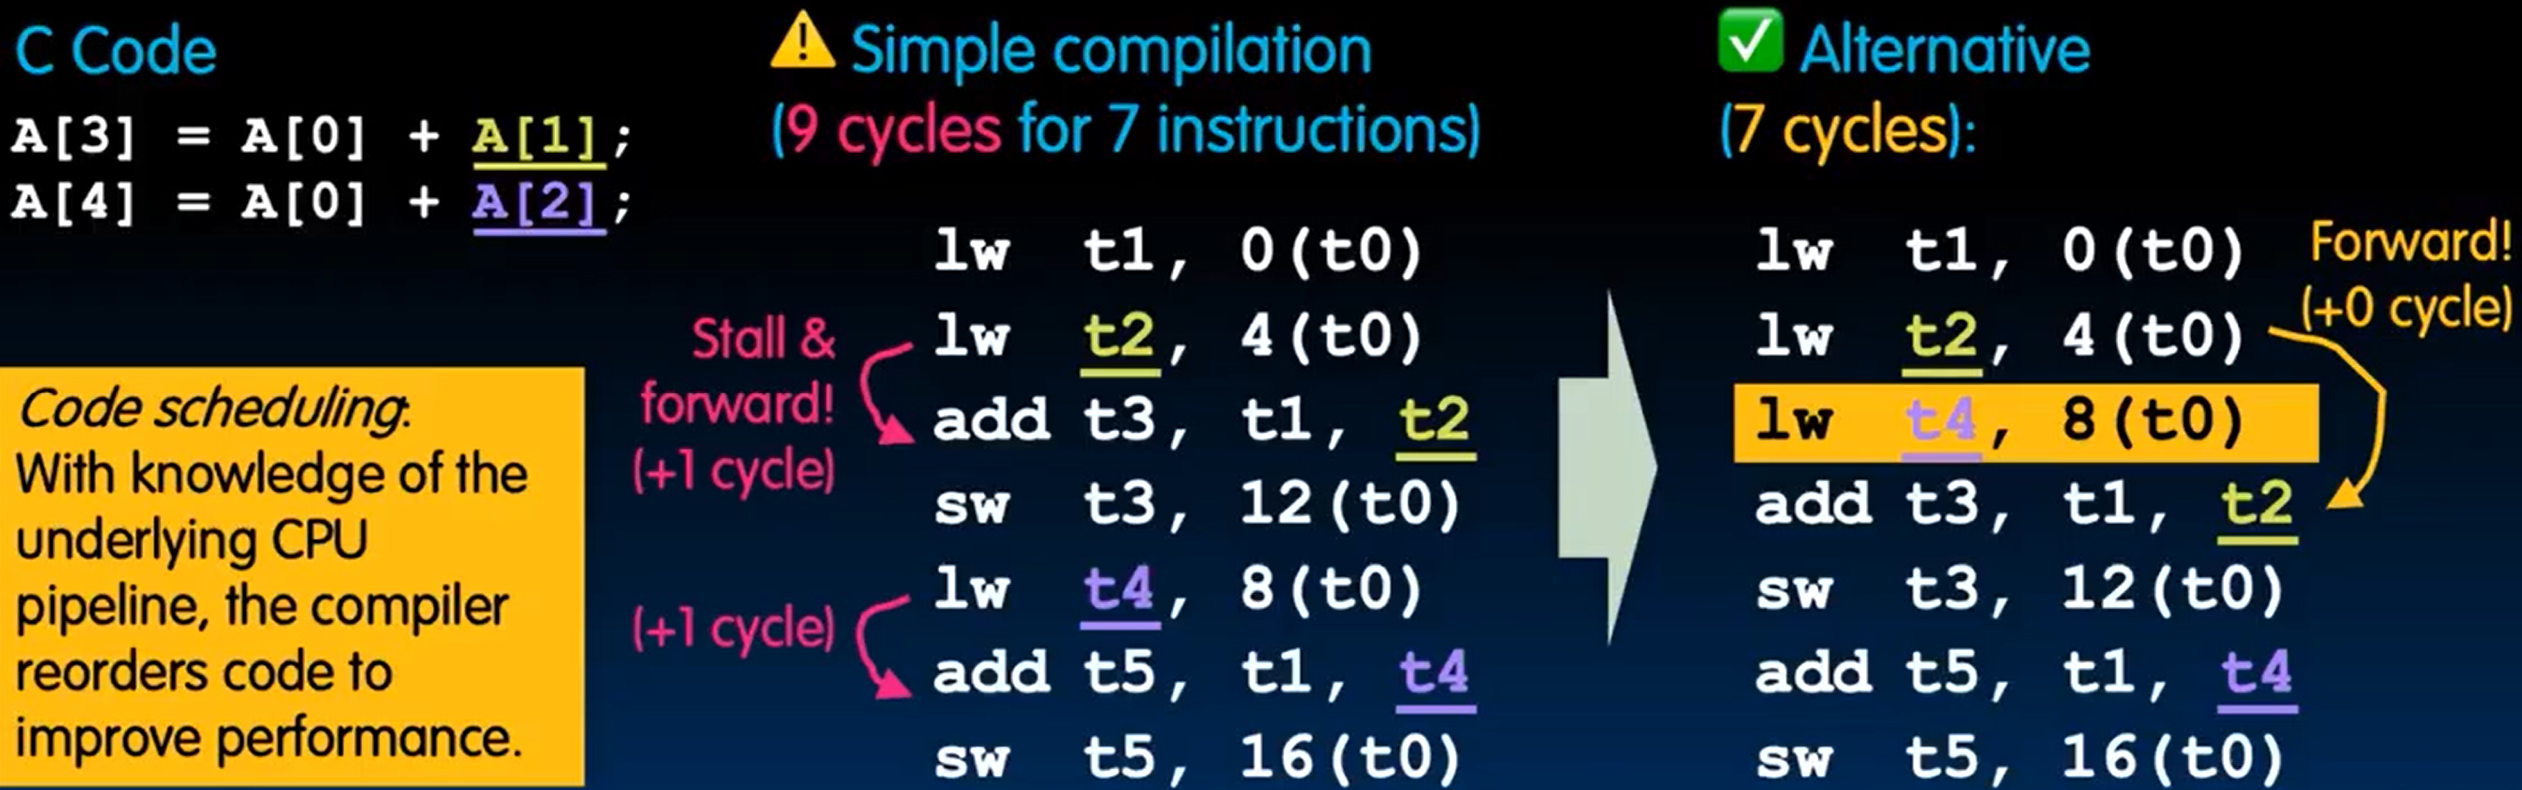 C Code
A[3] = A[0] + A[1];
A[4] = A[0] + A[2];
Code scheduling:
With knowledge of the
underlying CPU
pipeline, the compiler
reorders code to
improve performance.
⚠️ Simple compilation
(9 cycles for 7 instructions)
lw t1, 0(t0)
lw t2, 4(t0)
add t3, t1, t2
sw t3, 12(t0)
lw t4, 8(t0)
add t5, t1, t4
sw t5, 16(t0)
Stall &
forward!
(+1 cycle)
(+1 cycle)
✅ Alternative
(7 cycles):
lw t1, 0(t0)
lw t2, 4(t0)
lw t4, 8(t0)
add t3, t1, t2
sw t3, 12(t0)
add t5, t1, t4
sw t5, 16(t0)
Forward!
(+0 cycle)